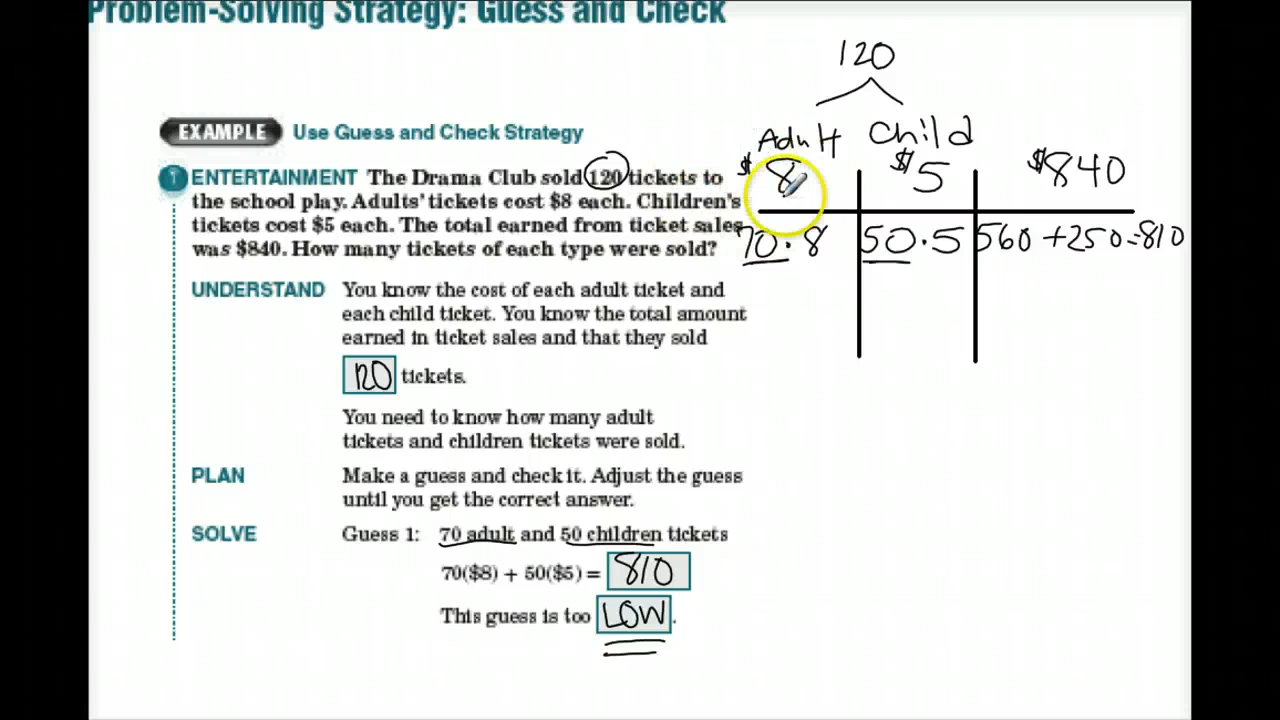 Problem-Solving Strategy: Guess and Check
EXAMPLE Use Guess and Check Strategy
1 ENTERTAINMENT The Drama Club sold 120 tickets to
the school play. Adults' tickets cost $8 each. Children's
tickets cost $5 each. The total earned from ticket sales
was $840. How many tickets of each type were sold?
UNDERSTAND You know the cost of each adult ticket and
each child ticket. You know the total amount
earned in ticket sales and that they sold
120 tickets.
You need to know how many adult
tickets and children tickets were sold.
PLAN Make a guess and check it. Adjust the guess
until you get the correct answer.
SOLVE Guess 1: 70 adult and 50 children tickets
70($8) + 50($5) = 810
This guess is too LOW.
120
Adult Child
$8 $5 $840
70·8 50·5 560+250=810